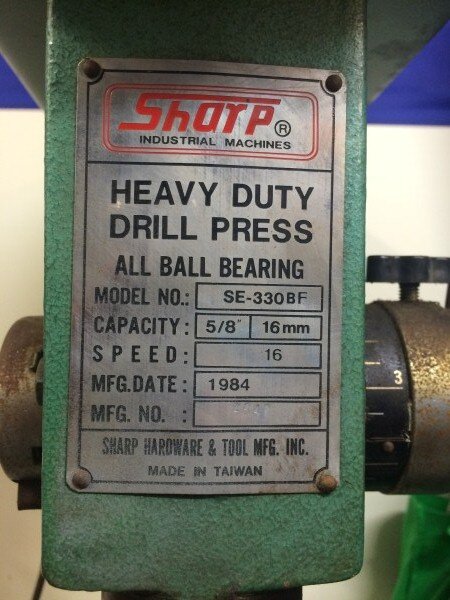 Sharp ®
INDUSTRIAL MACHINES
HEAVY DUTY
DRILL PRESS
ALL BALL BEARING
MODEL NO.: SE-330BF
CAPACITY: 5/8" 16mm
SPEED: 16
MFG.DATE: 1984
MFG. NO. :
SHARP HARDWARE & TOOL MFG. INC.
MADE IN TAIWAN
3